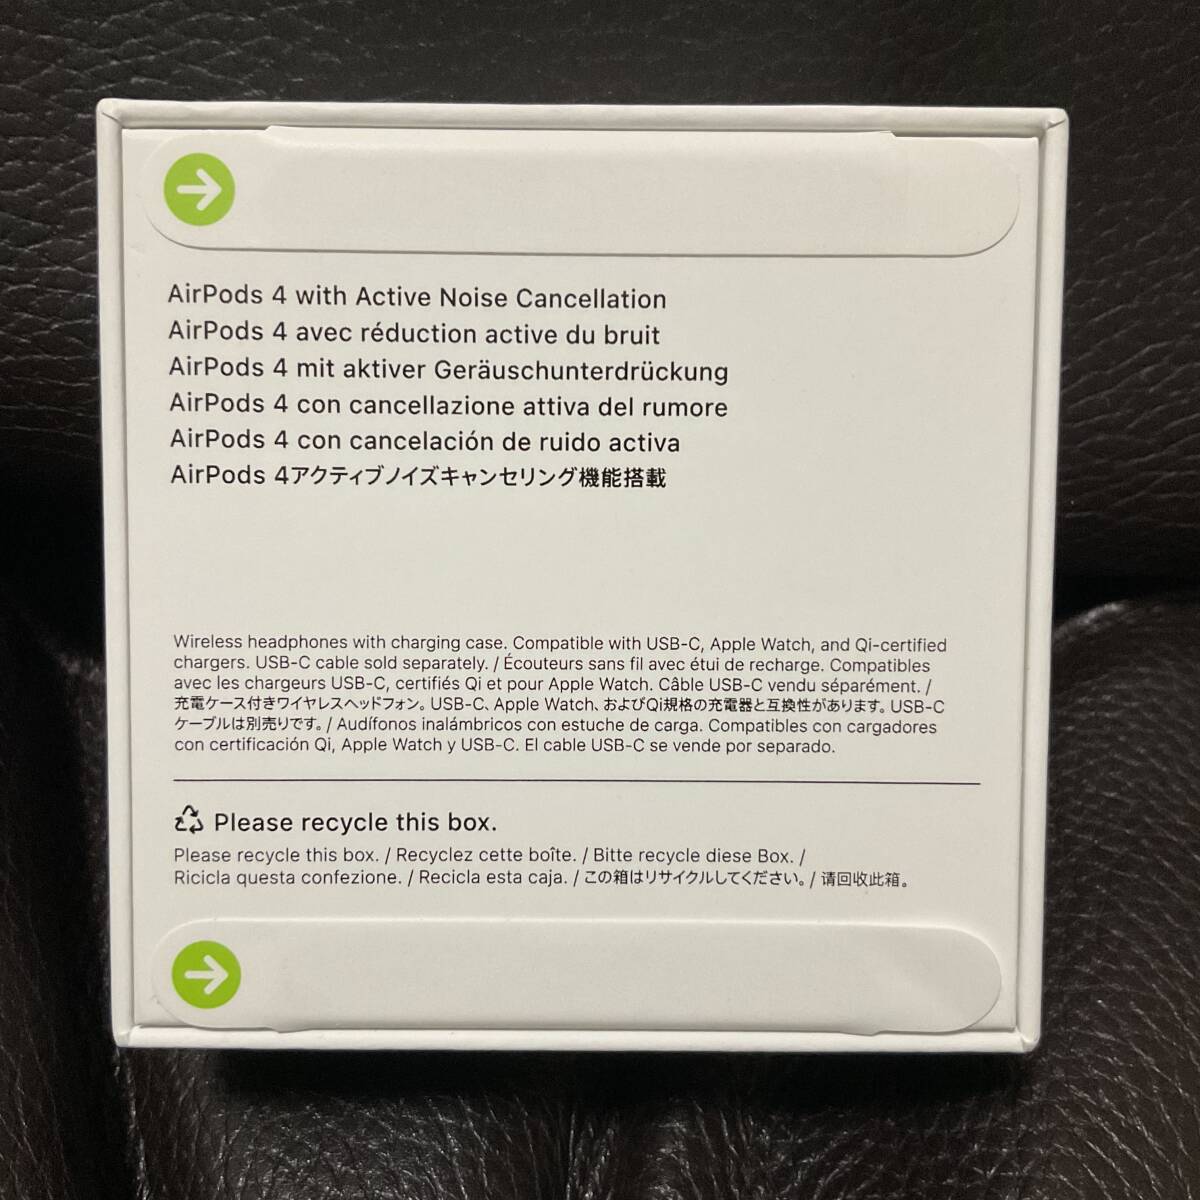 AirPods 4 with Active Noise Cancellation
AirPods 4 avec réduction active du bruit
AirPods 4 mit aktiver Geräuschunterdrückung
AirPods 4 con cancellazione attiva del rumore
AirPods 4 con cancelación de ruido activa
AirPods 4アクティブノイズキャンセリング機能搭載
Wireless headphones with charging case. Compatible with USB-C, Apple Watch, and Qi-certified
chargers. USB-C cable sold separately. / Écouteurs sans fil avec étui de recharge. Compatibles
avec les chargeurs USB-C, certifiés Qi et pour Apple Watch. Câble USB-C vendu séparément. /
充電ケース付きワイヤレスヘッドフォン。USB-C、Apple Watch、およびQi規格の充電器と互換性があります。USB-C
ケーブルは別売りです。/ Audífonos inalámbricos con estuche de carga. Compatibles con cargadores
con certificación Qi, Apple Watch y USB-C. El cable USB-C se vende por separado.
Please recycle this box.
Please recycle this box. / Recyclez cette boîte. / Bitte recycle diese Box. /
Ricicla questa confezione. / Recicla esta caja. / この箱はリサイクルしてください。/ 请回收此箱。